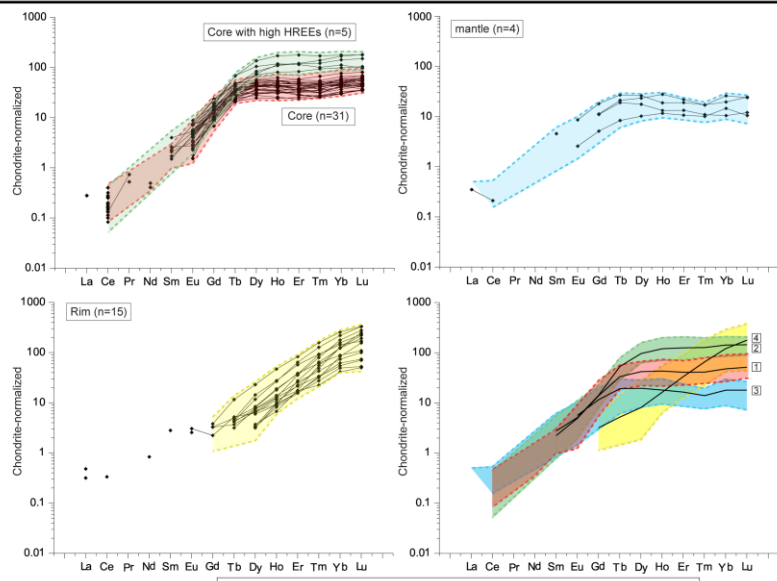 1000
100
10
1
0.1
0.01
Chondrite-normalized
Core with high HREEs (n=5)
Core (n=31)
La Ce Pr Nd Sm Eu Gd Tb Dy Ho Er Tm Yb Lu
1000
100
10
1
0.1
0.01
Chondrite-normalized
mantle (n=4)
La Ce Pr Nd Sm Eu Gd Tb Dy Ho Er Tm Yb Lu
1000
100
10
1
0.1
0.01
Chondrite-normalized
Rim (n=15)
La Ce Pr Nd Sm Eu Gd Tb Dy Ho Er Tm Yb Lu
1000
100
10
1
0.1
0.01
Chondrite-normalized
4
2
1
3
La Ce Pr Nd Sm Eu Gd Tb Dy Ho Er Tm Yb Lu